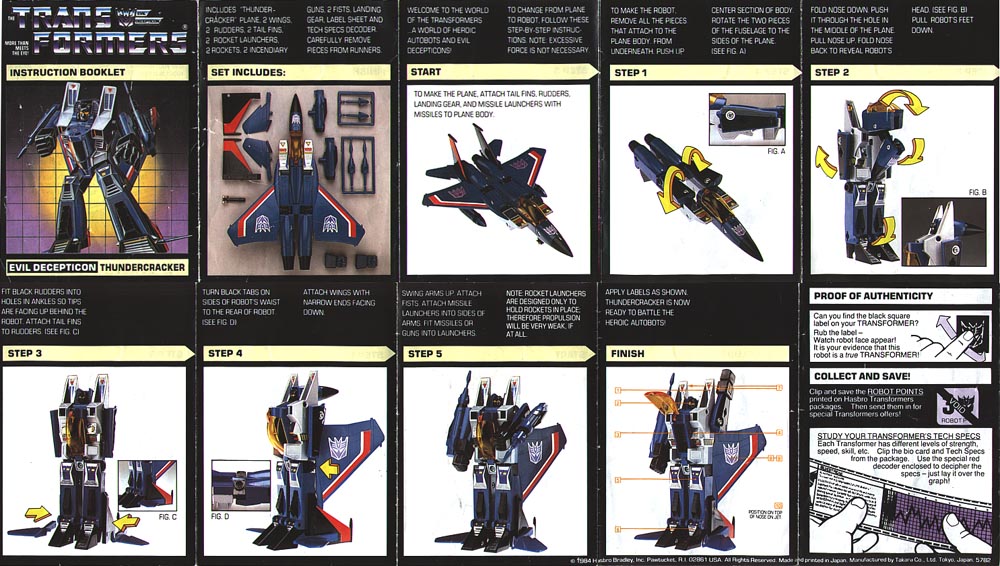 THE
TRANS
FORMERS
®
MORE THAN
MEETS
THE EYE
INSTRUCTION BOOKLET
EVIL DECEPTICON THUNDERCRACKER
INCLUDES "THUNDER-
CRACKER" PLANE, 2 WINGS,
2 RUDDERS, 2 TAIL FINS,
2 ROCKET LAUNCHERS,
2 ROCKETS, 2 INCENDIARY
GUNS, 2 FISTS, LANDING
GEAR, LABEL SHEET AND
TECH SPECS DECODER.
CAREFULLY REMOVE
PIECES FROM RUNNERS.
SET INCLUDES:
WELCOME TO THE WORLD
OF THE TRANSFORMERS
...A WORLD OF HEROIC
AUTOBOTS AND EVIL
DECEPTICONS!
TO CHANGE FROM PLANE
TO ROBOT, FOLLOW THESE
STEP-BY-STEP INSTRUC-
TIONS. NOTE: EXCESSIVE
FORCE IS NOT NECESSARY.
START
TO MAKE THE PLANE, ATTACH TAIL FINS, RUDDERS,
LANDING GEAR, AND MISSILE LAUNCHERS WITH
MISSILES TO PLANE BODY.
TO MAKE THE ROBOT,
REMOVE ALL THE PIECES
THAT ATTACH TO THE
PLANE BODY. FROM
UNDERNEATH, PUSH UP
CENTER SECTION OF BODY.
ROTATE THE TWO PIECES
OF THE FUSELAGE TO THE
SIDES OF THE PLANE.
(SEE FIG. A)
STEP 1
FIG. A
FOLD NOSE DOWN. PUSH
IT THROUGH THE HOLE IN
THE MIDDLE OF THE PLANE.
PULL NOSE UP. FOLD NOSE
BACK TO REVEAL ROBOT'S
HEAD. (SEE FIG. B)
PULL ROBOT'S FEET
DOWN.
STEP 2
FIG. B
FIT BLACK RUDDERS INTO
HOLES IN ANKLES SO TIPS
ARE FACING UP BEHIND THE
ROBOT. ATTACH TAIL FINS
TO RUDDERS. (SEE FIG. C)
STEP 3
FIG. C
TURN BLACK TABS ON
SIDES OF ROBOT'S WAIST
TO THE REAR OF ROBOT.
(SEE FIG. D)
ATTACH WINGS WITH
NARROW ENDS FACING
DOWN.
STEP 4
FIG. D
SWING ARMS UP. ATTACH
FISTS. ATTACH MISSILE
LAUNCHERS INTO SIDES OF
ARMS. FIT MISSILES OR
GUNS INTO LAUNCHERS.
NOTE: ROCKET LAUNCHERS
ARE DESIGNED ONLY TO
HOLD ROCKETS IN PLACE;
THEREFORE PROPULSION
WILL BE VERY WEAK, IF
AT ALL.
STEP 5
APPLY LABELS AS SHOWN.
THUNDERCRACKER IS NOW
READY TO BATTLE THE
HEROIC AUTOBOTS!
FINISH
POSITION ON TOP
OF NOSE ON JET
PROOF OF AUTHENTICITY
Can you find the black square
label on your TRANSFORMER?
Rub the label –
Watch robot face appear!
It is your evidence that this
robot is a true TRANSFORMER!
COLLECT AND SAVE!
Clip and save the ROBOT POINTS
printed on Hasbro Transformers
packages. Then send them in for
special Transformers offers!
VOID
STUDY YOUR TRANSFORMER'S TECH SPECS
Each Transformer has different levels of strength,
speed, skill, etc. Clip the bio card and Tech Specs
from the package. Use the special red
decoder enclosed to decipher the
specs – just lay it over the
graph!
© 1984 Hasbro Bradley, Inc. Pawtucket, R.I. 02861 USA. All Rights Reserved. Made and printed in Japan. Manufactured by Takara Co., Ltd. Tokyo, Japan. 5782